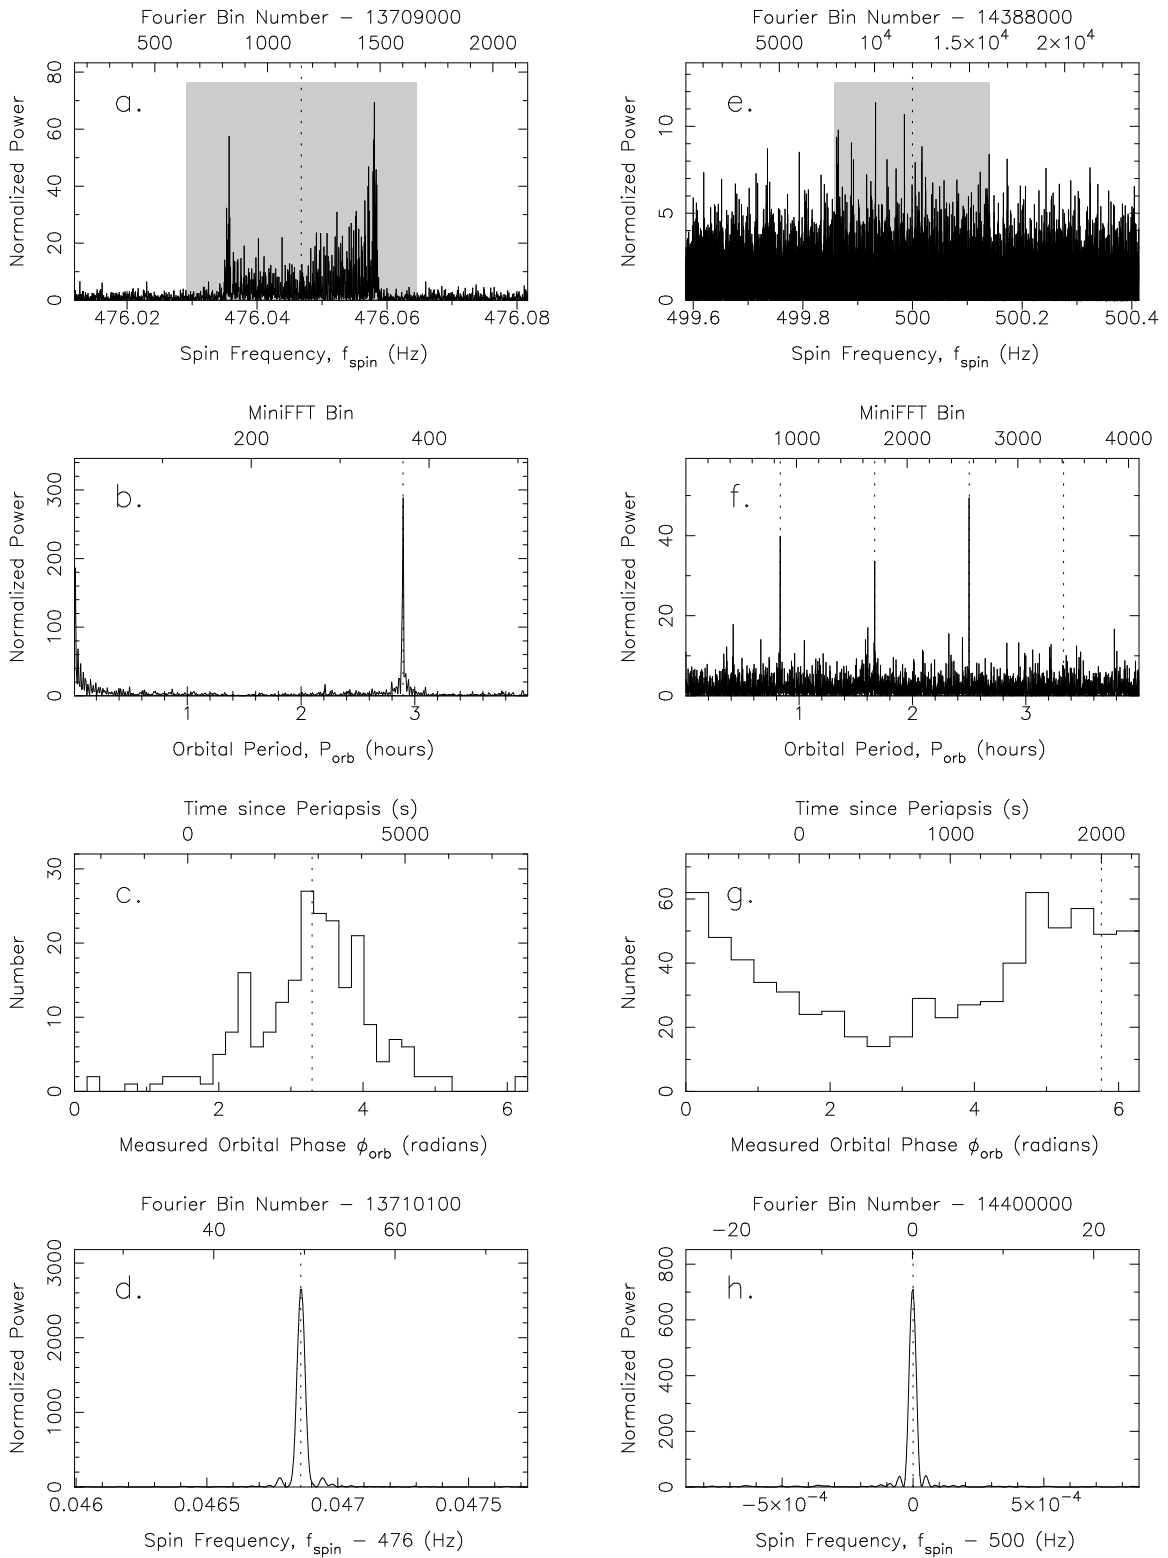 Fourier Bin Number − 13709000
500 1000 1500 2000
a.
Normalized Power
0 20 40 60 80
476.02 476.04 476.06 476.08
Spin Frequency, f_spin (Hz)
Fourier Bin Number − 14388000
5000 10⁴ 1.5×10⁴ 2×10⁴
e.
Normalized Power
0 5 10
499.6 499.8 500 500.2 500.4
Spin Frequency, f_spin (Hz)
MiniFFT Bin
200 400
b.
Normalized Power
0 100 200 300
1 2 3
Orbital Period, P_orb (hours)
MiniFFT Bin
1000 2000 3000 4000
f.
Normalized Power
0 20 40
1 2 3
Orbital Period, P_orb (hours)
Time since Periapsis (s)
0 5000
c.
Number
0 10 20 30
0 2 4 6
Measured Orbital Phase ϕ_orb (radians)
Time since Periapsis (s)
0 1000 2000
g.
Number
0 20 40 60
0 2 4 6
Measured Orbital Phase ϕ_orb (radians)
Fourier Bin Number − 13710100
40 60
d.
Normalized Power
0 1000 2000 3000
0.046 0.0465 0.047 0.0475
Spin Frequency, f_spin − 476 (Hz)
Fourier Bin Number − 14400000
−20 0 20
h.
Normalized Power
0 200 400 600 800
−5×10⁻⁴ 0 5×10⁻⁴
Spin Frequency, f_spin − 500 (Hz)